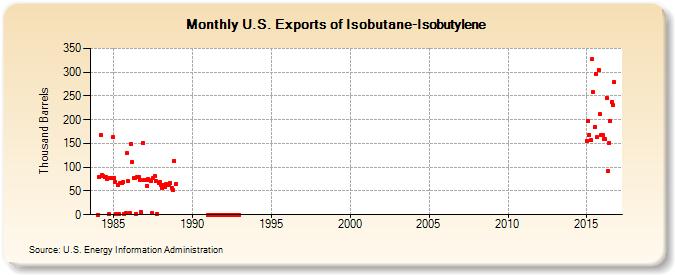 Monthly U.S. Exports of Isobutane-Isobutylene
Thousand Barrels
350
300
250
200
150
100
50
0
1985 1990 1995 2000 2005 2010 2015
Source: U.S. Energy Information Administration